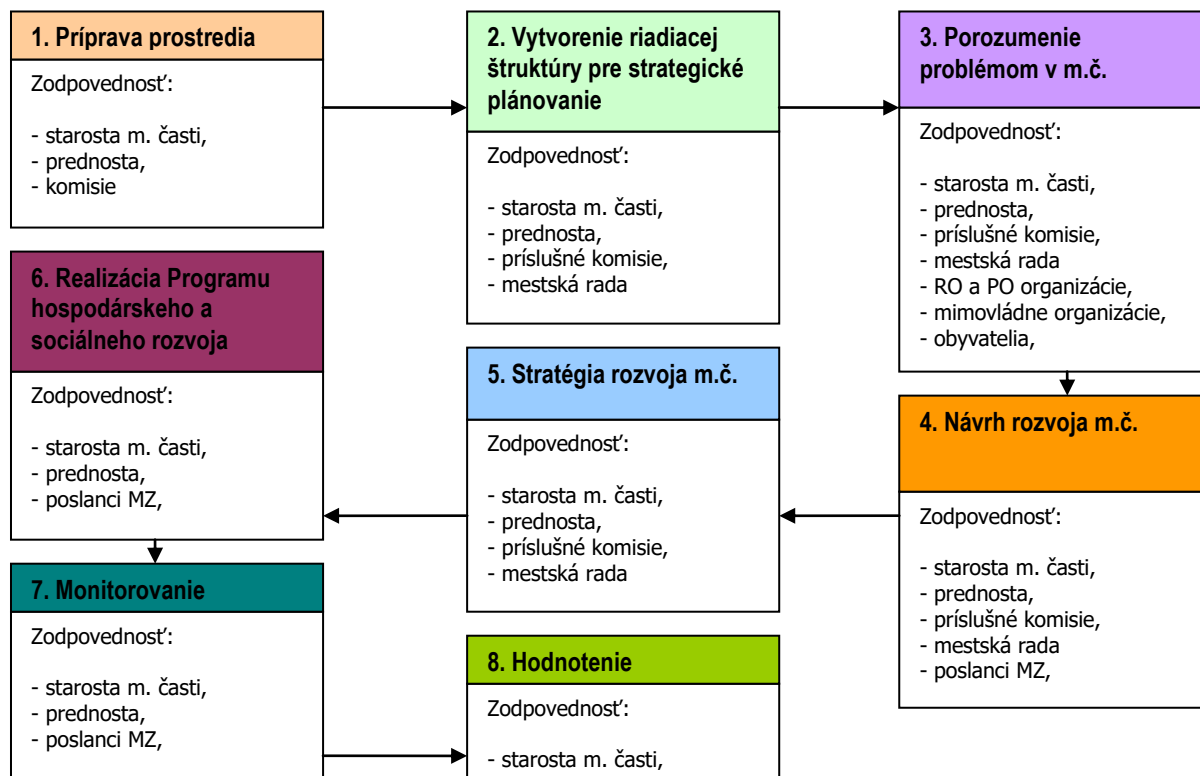 1. Príprava prostredia
Zodpovednosť:
- starosta m. časti,
- prednosta,
- komisie
2. Vytvorenie riadiacej
štruktúry pre strategické
plánovanie
Zodpovednosť:
- starosta m. časti,
- prednosta,
- príslušné komisie,
- mestská rada
3. Porozumenie
problémom v m.č.
Zodpovednosť:
- starosta m. časti,
- prednosta,
- príslušné komisie,
- mestská rada
- RO a PO organizácie,
- mimovládne organizácie,
- obyvatelia,
4. Návrh rozvoja m.č.
Zodpovednosť:
- starosta m. časti,
- prednosta,
- príslušné komisie,
- mestská rada
- poslanci MZ,
5. Stratégia rozvoja m.č.
Zodpovednosť:
- starosta m. časti,
- prednosta,
- príslušné komisie,
- mestská rada
6. Realizácia Programu
hospodárskeho a
sociálneho rozvoja
Zodpovednosť:
- starosta m. časti,
- prednosta,
- poslanci MZ,
7. Monitorovanie
Zodpovednosť:
- starosta m. časti,
- prednosta,
- poslanci MZ,
8. Hodnotenie
Zodpovednosť:
- starosta m. časti,